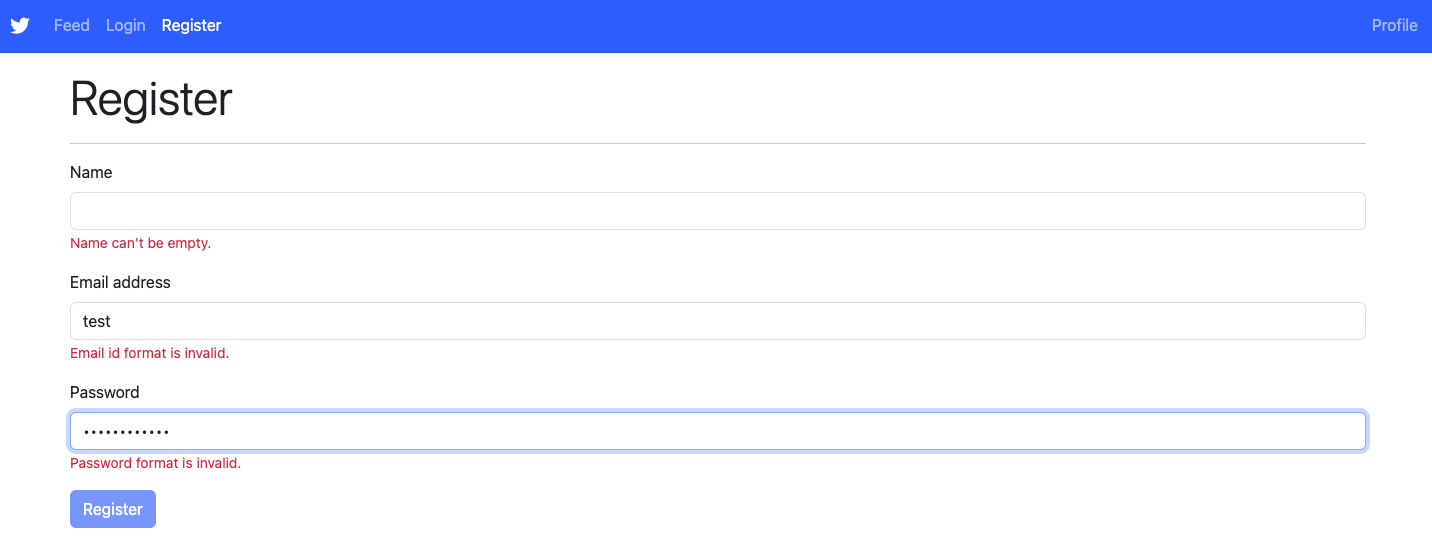 Feed Login Register Profile
Register
Name
Name can't be empty.
Email address
test
Email id format is invalid.
Password
••••••••••••
Password format is invalid.
Register